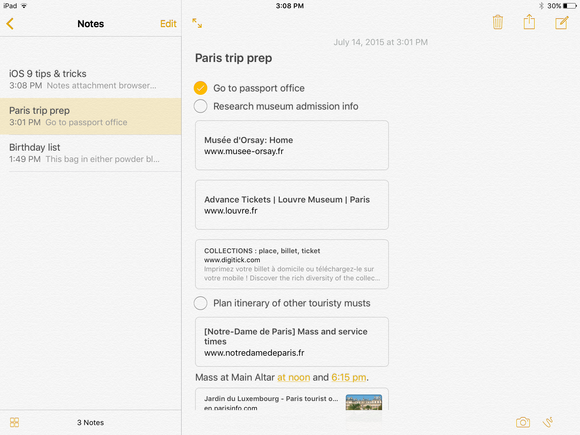 iPad
3:08 PM
30%
Notes
Edit
iOS 9 tips & tricks
3:08 PM Notes attachment browser...
Paris trip prep
3:01 PM Go to passport office
Birthday list
1:49 PM This bag in either powder bl...
3 Notes
July 14, 2015 at 3:01 PM
Paris trip prep
Go to passport office
Research museum admission info
Musée d'Orsay: Home
www.musee-orsay.fr
Advance Tickets | Louvre Museum | Paris
www.louvre.fr
COLLECTIONS : place, billet, ticket
www.digitick.com
Imprimez votre billet à domicile ou téléchargez-le sur
votre mobile ! Discover the rich diversity of the collec...
Plan itinerary of other touristy musts
[Notre-Dame de Paris] Mass and service
times
www.notredamedeparis.fr
Mass at Main Altar at noon and 6:15 pm.
Jardin du Luxembourg - Paris tourist o...
en.parisinfo.com